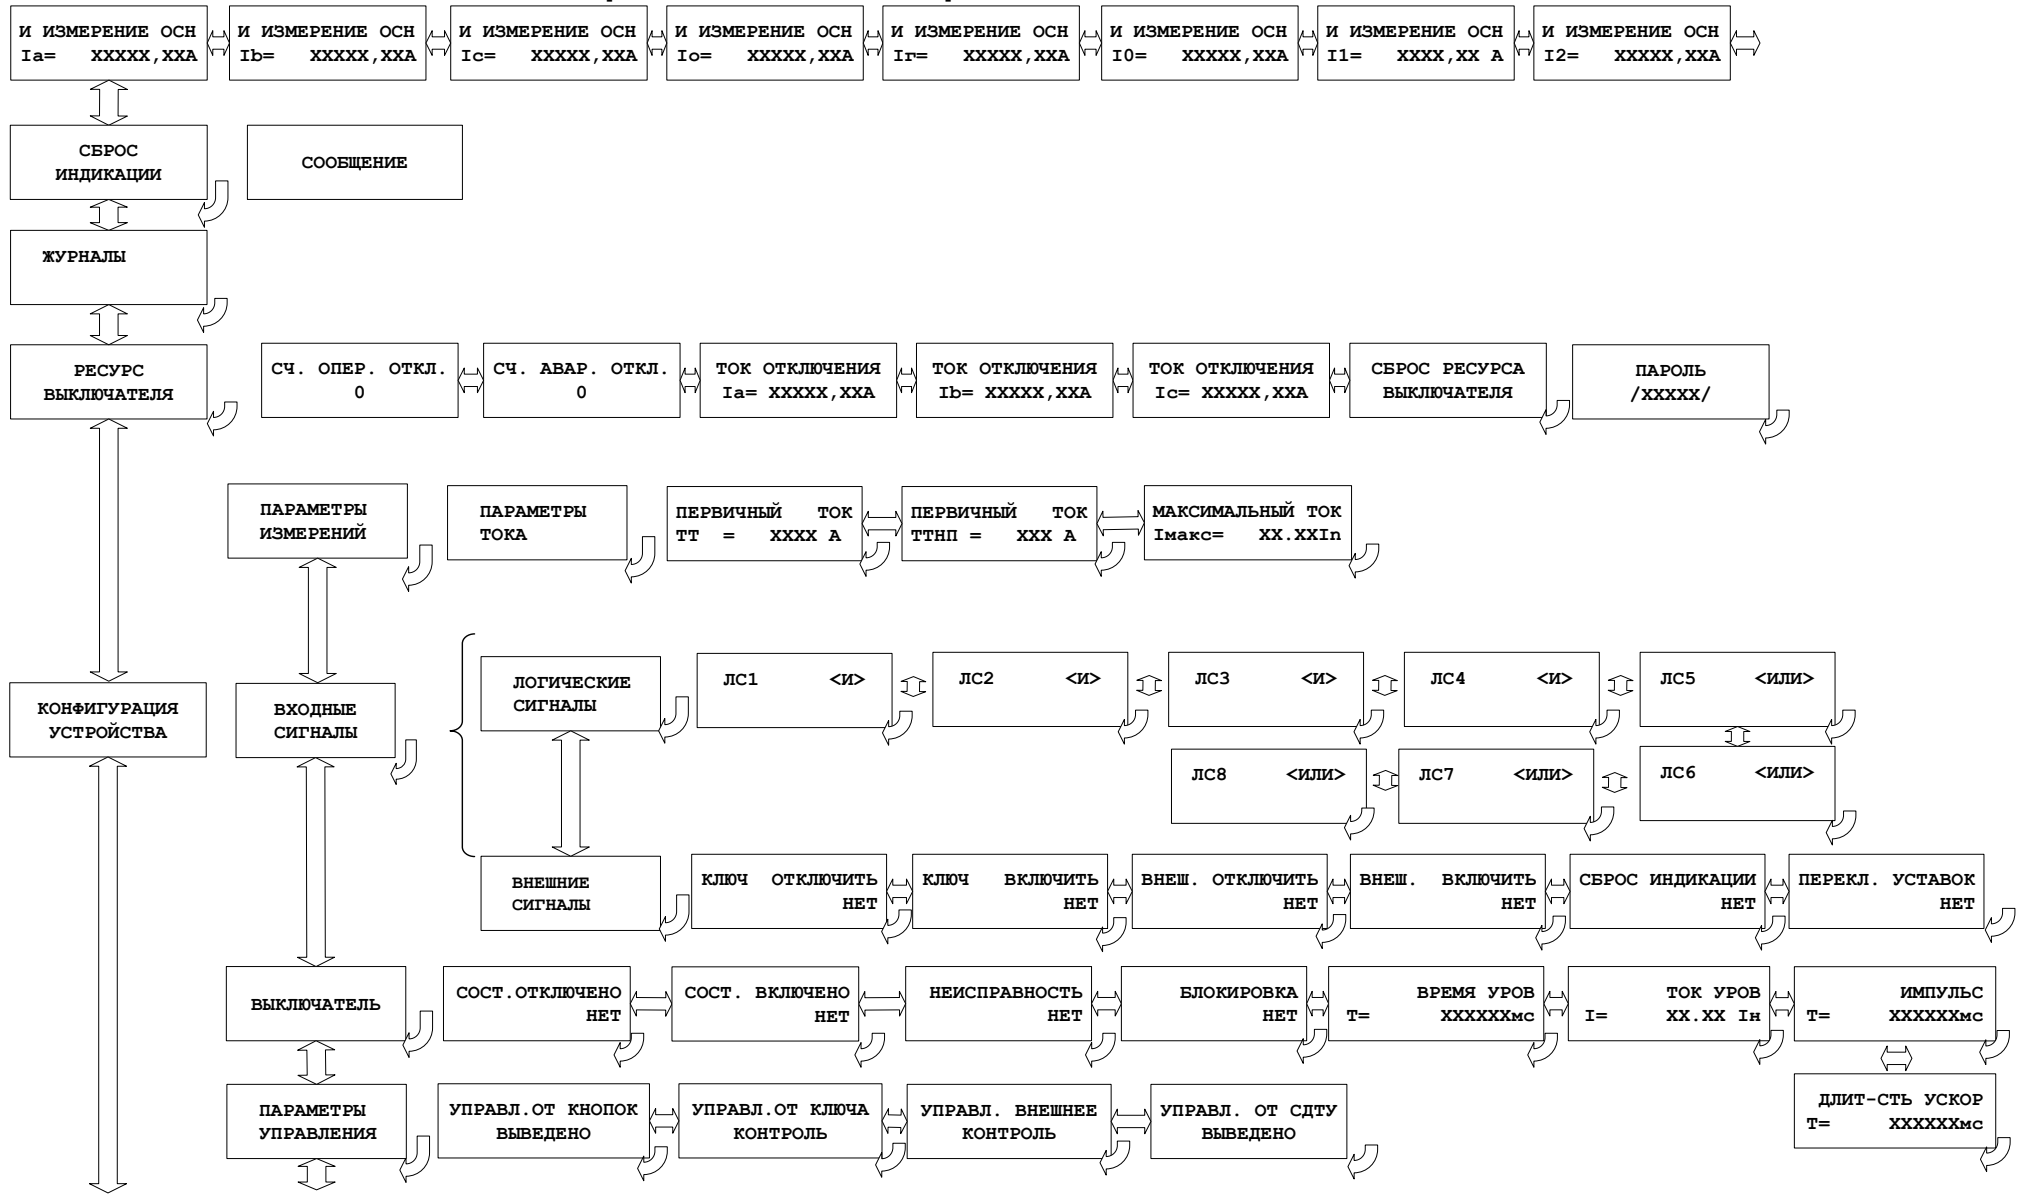 И ИЗМЕРЕНИЕ ОСН
Ia= XXXXX,XXA
И ИЗМЕРЕНИЕ ОСН
Ib= XXXXX,XXA
И ИЗМЕРЕНИЕ ОСН
Ic= XXXXX,XXA
И ИЗМЕРЕНИЕ ОСН
Io= XXXXX,XXA
И ИЗМЕРЕНИЕ ОСН
Iг= XXXXX,XXA
И ИЗМЕРЕНИЕ ОСН
I0= XXXXX,XXA
И ИЗМЕРЕНИЕ ОСН
I1= XXXX,XX A
И ИЗМЕРЕНИЕ ОСН
I2= XXXXX,XXA
СБРОС
ИНДИКАЦИИ
СООБЩЕНИЕ
ЖУРНАЛЫ
РЕСУРС
ВЫКЛЮЧАТЕЛЯ
СЧ. ОПЕР. ОТКЛ.
0
СЧ. АВАР. ОТКЛ.
0
ТОК ОТКЛЮЧЕНИЯ
Ia= XXXXX,XXA
ТОК ОТКЛЮЧЕНИЯ
Ib= XXXXX,XXA
ТОК ОТКЛЮЧЕНИЯ
Ic= XXXXX,XXA
СБРОС РЕСУРСА
ВЫКЛЮЧАТЕЛЯ
ПАРОЛЬ
/XXXXX/
ПАРАМЕТРЫ
ИЗМЕРЕНИЙ
ПАРАМЕТРЫ
ТОКА
ПЕРВИЧНЫЙ ТОК
ТТ = XXXX А
ПЕРВИЧНЫЙ ТОК
ТТНП = XXX А
МАКСИМАЛЬНЫЙ ТОК
Iмакс= XX.XXIn
КОНФИГУРАЦИЯ
УСТРОЙСТВА
ВХОДНЫЕ
СИГНАЛЫ
ЛОГИЧЕСКИЕ
СИГНАЛЫ
ЛС1 <И>
ЛС2 <И>
ЛС3 <И>
ЛС4 <И>
ЛС5 <ИЛИ>
ЛС8 <ИЛИ>
ЛС7 <ИЛИ>
ЛС6 <ИЛИ>
ВНЕШНИЕ
СИГНАЛЫ
КЛЮЧ ОТКЛЮЧИТЬ
НЕТ
КЛЮЧ ВКЛЮЧИТЬ
НЕТ
ВНЕШ. ОТКЛЮЧИТЬ
НЕТ
ВНЕШ. ВКЛЮЧИТЬ
НЕТ
СБРОС ИНДИКАЦИИ
НЕТ
ПЕРЕКЛ. УСТАВОК
НЕТ
ВЫКЛЮЧАТЕЛЬ
СОСТ.ОТКЛЮЧЕНО
НЕТ
СОСТ. ВКЛЮЧЕНО
НЕТ
НЕИСПРАВНОСТЬ
НЕТ
БЛОКИРОВКА
НЕТ
ВРЕМЯ УРОВ
Т= XXXXXXмс
ТОК УРОВ
I= XX.XX Iн
ИМПУЛЬС
Т= XXXXXXмс
ПАРАМЕТРЫ
УПРАВЛЕНИЯ
УПРАВЛ.ОТ КНОПОК
ВЫВЕДЕНО
УПРАВЛ.ОТ КЛЮЧА
КОНТРОЛЬ
УПРАВЛ. ВНЕШНЕЕ
КОНТРОЛЬ
УПРАВЛ. ОТ СДТУ
ВЫВЕДЕНО
ДЛИТ-СТЬ УСКОР
Т= XXXXXXмс